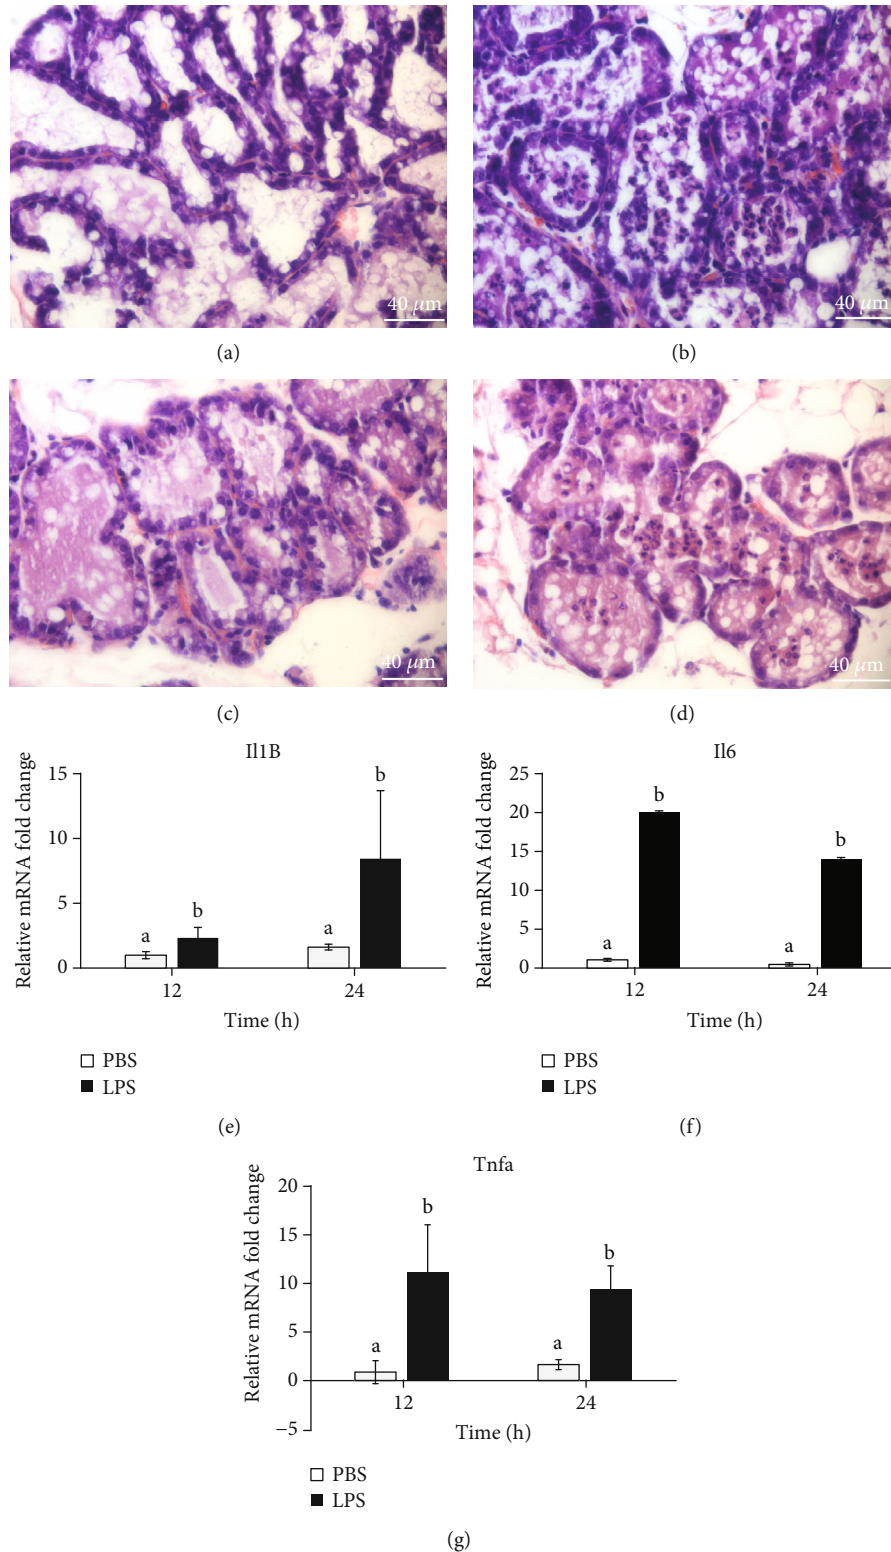 40 μm
40 μm
(a)
(b)
40 μm
40 μm
(c)
(d)
Il1B
Relative mRNA fold change
15
10
5
0
a
b
a
b
12
24
Time (h)
PBS
LPS
(e)
Il6
Relative mRNA fold change
25
20
15
10
5
0
a
b
a
b
12
24
Time (h)
PBS
LPS
(f)
Tnfa
Relative mRNA fold change
20
15
10
5
0
−5
a
b
a
b
12
24
Time (h)
PBS
LPS
(g)